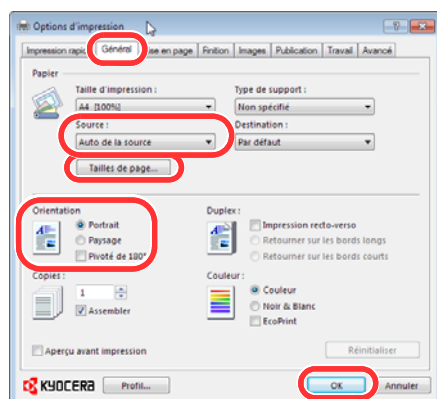 Options d'impression
Impression rapid Général ise en page Finition Images Publication Travail Avancé
Papier
Taille d'impression :
Type de support :
A4 [100%]
Non spécifié
Source :
Destination :
Auto de la source
Par défaut
Tailles de page...
Orientation
Duplex :
Portrait
Impression recto-verso
Paysage
Retourner sur les bords longs
Pivoté de 180°
Retourner sur les bords courts
Copies :
Couleur :
1
Couleur
Assembler
Noir & Blanc
EcoPrint
Aperçu avant impression
Réinitialiser
KYOCERA
Profil...
OK
Annuler